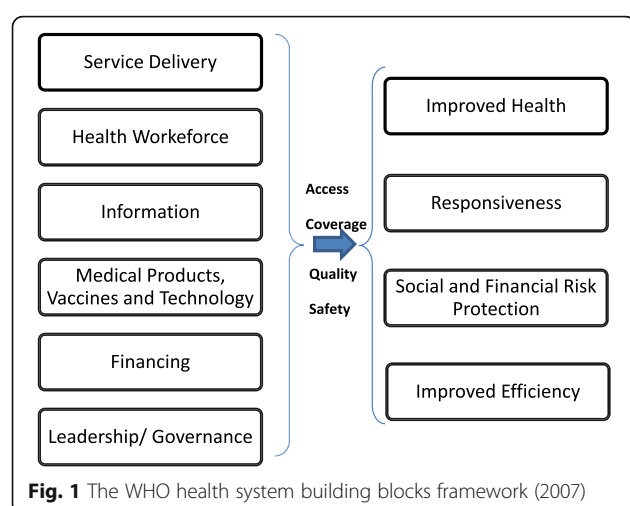 Service Delivery
Health Workeforce
Information
Medical Products,
Vaccines and Technology
Financing
Leadership/ Governance
Access
Coverage
Quality
Safety
Improved Health
Responsiveness
Social and Financial Risk
Protection
Improved Efficiency
Fig. 1 The WHO health system building blocks framework (2007)